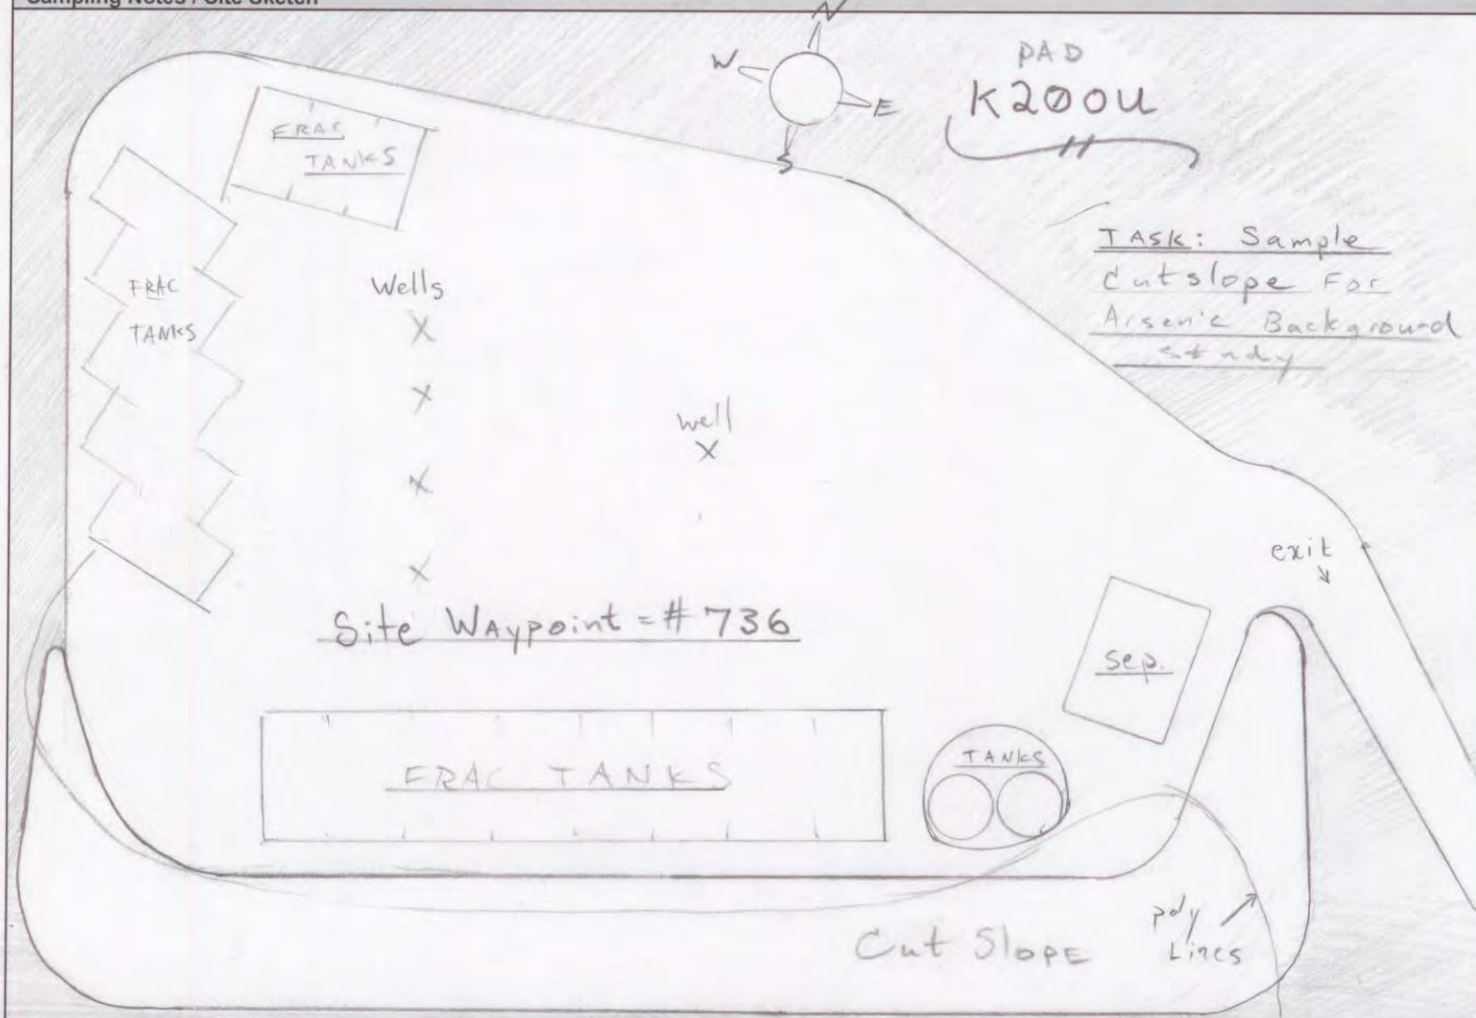 Sampling Notes / Site Sketch
N
W
E
S
PAD
K200U
TASK: Sample
Cutslope For
Arsenic Background
study
FRAC
TANKS
FRAC
TANKS
Wells
X
X
X
X
well
X
exit
Site Waypoint = # 736
Sep.
TANKS
FRAC TANKS
Cut Slope
poly
Lines